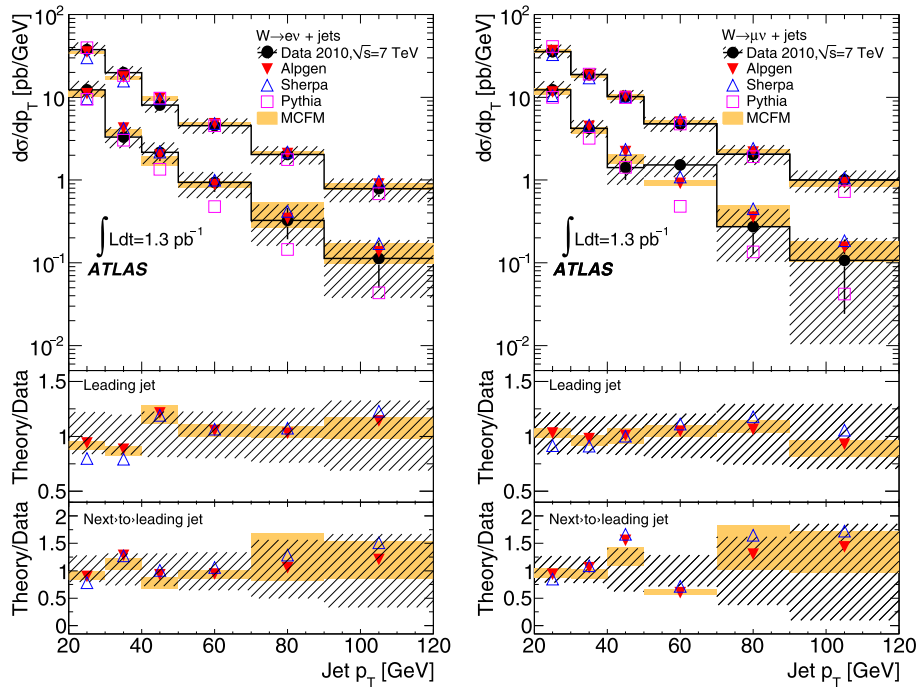 dσ/dp_T [pb/GeV]
10^2
10
1
10^-1
10^-2
W→eν + jets
Data 2010,√s=7 TeV
Alpgen
Sherpa
Pythia
MCFM
∫ Ldt=1.3 pb^-1
ATLAS
Theory/Data
1.5
1
0.5
Leading jet
Theory/Data
2
1.5
1
0.5
0
Next›to›leading jet
20 40 60 80 100 120
Jet p_T [GeV]
dσ/dp_T [pb/GeV]
10^2
10
1
10^-1
10^-2
W→μν + jets
Data 2010,√s=7 TeV
Alpgen
Sherpa
Pythia
MCFM
∫ Ldt=1.3 pb^-1
ATLAS
Theory/Data
1.5
1
0.5
Leading jet
Theory/Data
2
1.5
1
0.5
0
Next›to›leading jet
20 40 60 80 100 120
Jet p_T [GeV]